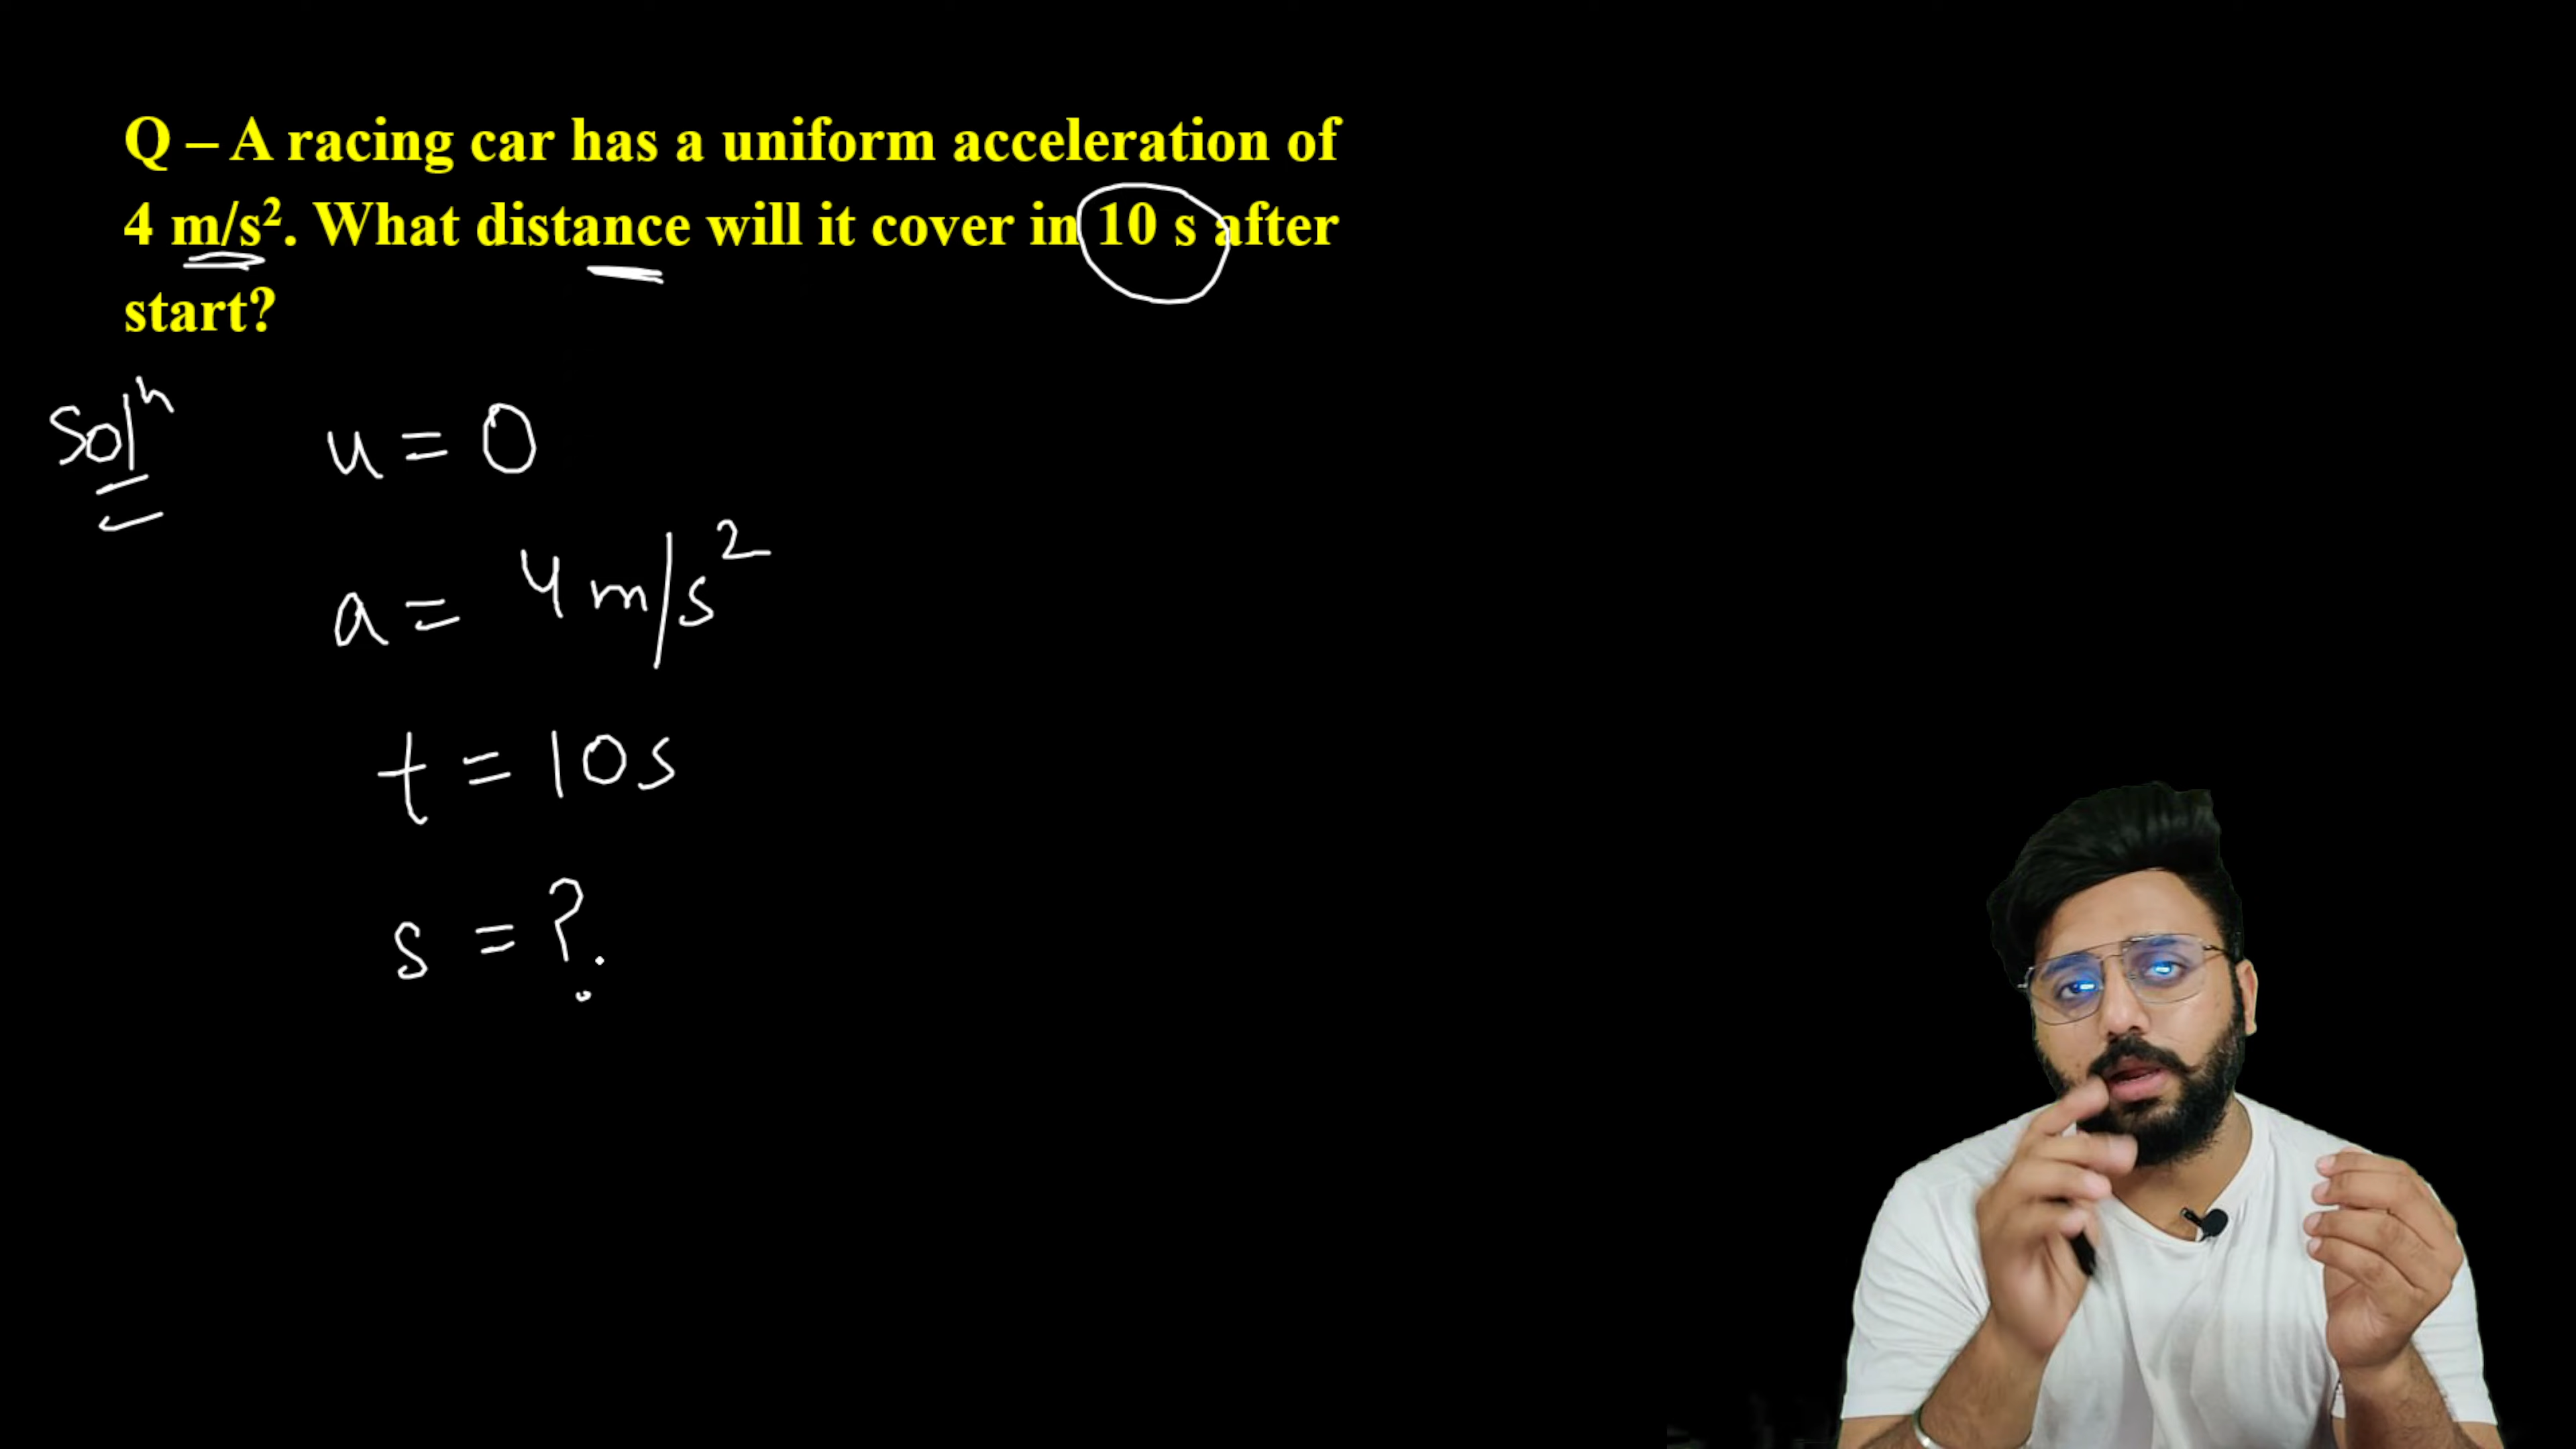 Q – A racing car has a uniform acceleration of
4 m/s². What distance will it cover in 10 s after
start?
Solⁿ u = 0
a = 4 m/s²
t = 10s
s = ?